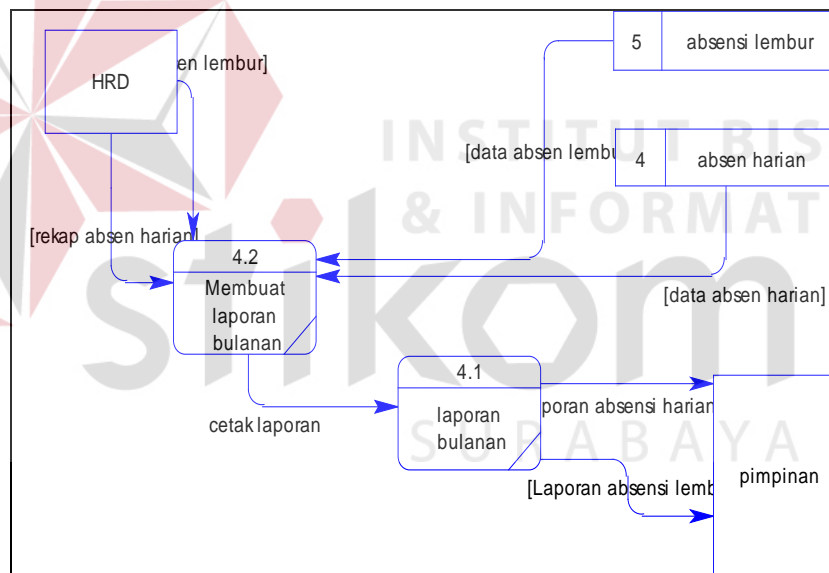 HRD
en lembur]
5 absensi lembur
[data absen lembu
4 absen harian
[rekap absen harian]
4.2
Membuat
laporan
bulanan
[data absen harian]
4.1
laporan
bulanan
cetak laporan
poran absensi harian
[Laporan absensi lemb
pimpinan
INSTITUT BIS
& INFORMAT
stikom
SURABAYA